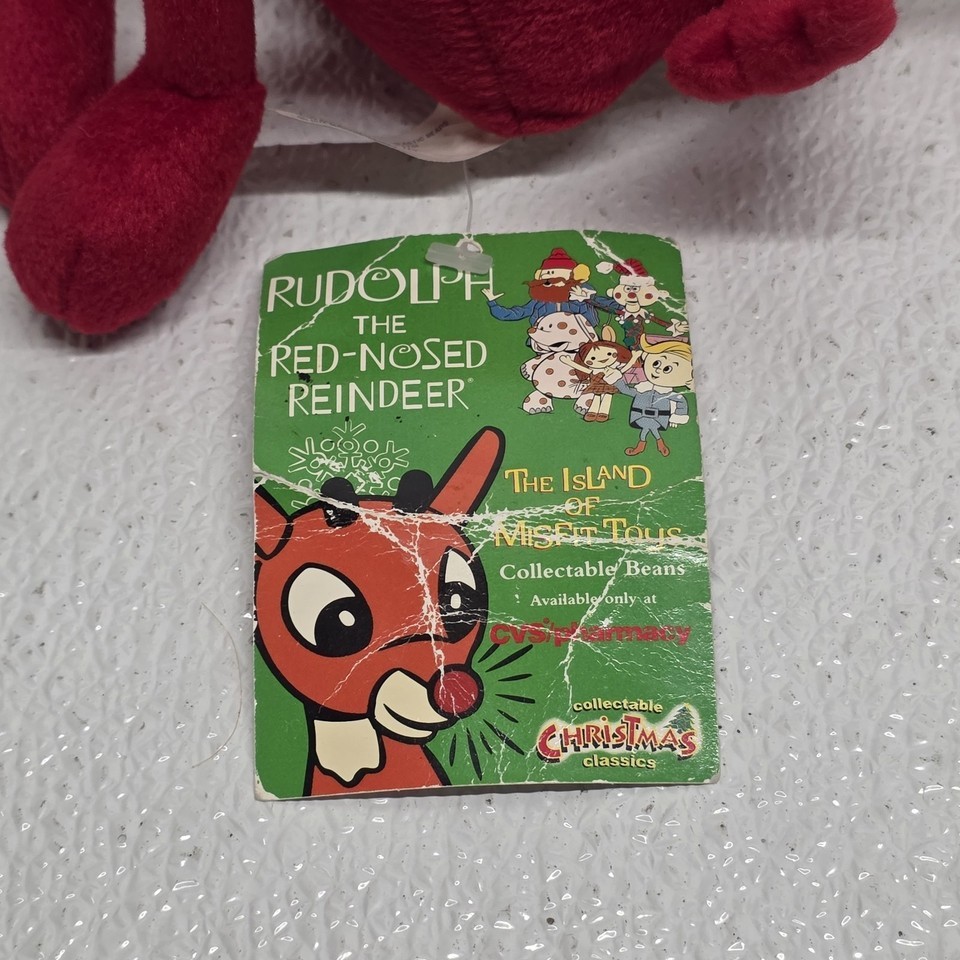 RUDOLPH
THE
RED-NOSED
REINDEER®
THE ISLAND
OF
MISFIT TOYS
Collectable Beans
Available only at
CVS/pharmacy
collectable
CHRISTMAS
classics